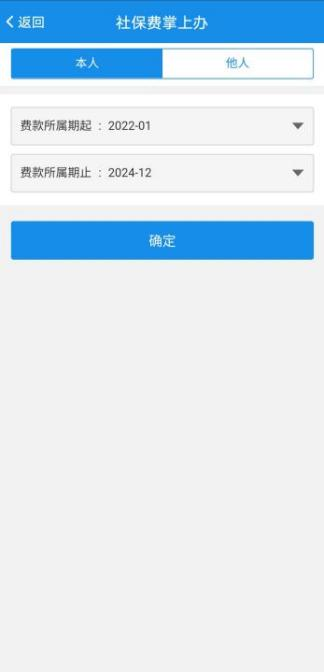 返回 社保费掌上办
本人 他人
费款所属期起 : 2022-01
费款所属期止 : 2024-12
确定